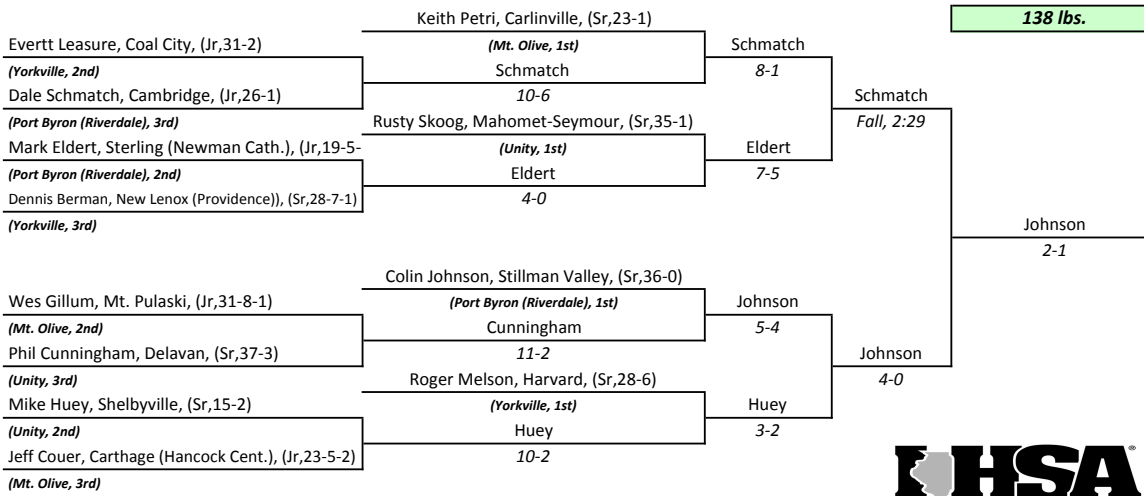 Keith Petri, Carlinville, (Sr,23-1)
138 lbs.
Evertt Leasure, Coal City, (Jr,31-2)
(Mt. Olive, 1st)
Schmatch
(Yorkville, 2nd)
Schmatch
8-1
Dale Schmatch, Cambridge, (Jr,26-1)
10-6
Schmatch
(Port Byron (Riverdale), 3rd)
Rusty Skoog, Mahomet-Seymour, (Sr,35-1)
Fall, 2:29
Mark Eldert, Sterling (Newman Cath.), (Jr,19-5-
(Unity, 1st)
Eldert
(Port Byron (Riverdale), 2nd)
Eldert
7-5
Dennis Berman, New Lenox (Providence)), (Sr,28-7-1)
4-0
(Yorkville, 3rd)
Johnson
2-1
Colin Johnson, Stillman Valley, (Sr,36-0)
Wes Gillum, Mt. Pulaski, (Jr,31-8-1)
(Port Byron (Riverdale), 1st)
Johnson
(Mt. Olive, 2nd)
Cunningham
5-4
Phil Cunningham, Delavan, (Sr,37-3)
11-2
Johnson
(Unity, 3rd)
Roger Melson, Harvard, (Sr,28-6)
4-0
Mike Huey, Shelbyville, (Sr,15-2)
(Yorkville, 1st)
Huey
(Unity, 2nd)
Huey
3-2
Jeff Couer, Carthage (Hancock Cent.), (Jr,23-5-2)
10-2
(Mt. Olive, 3rd)
IHSA